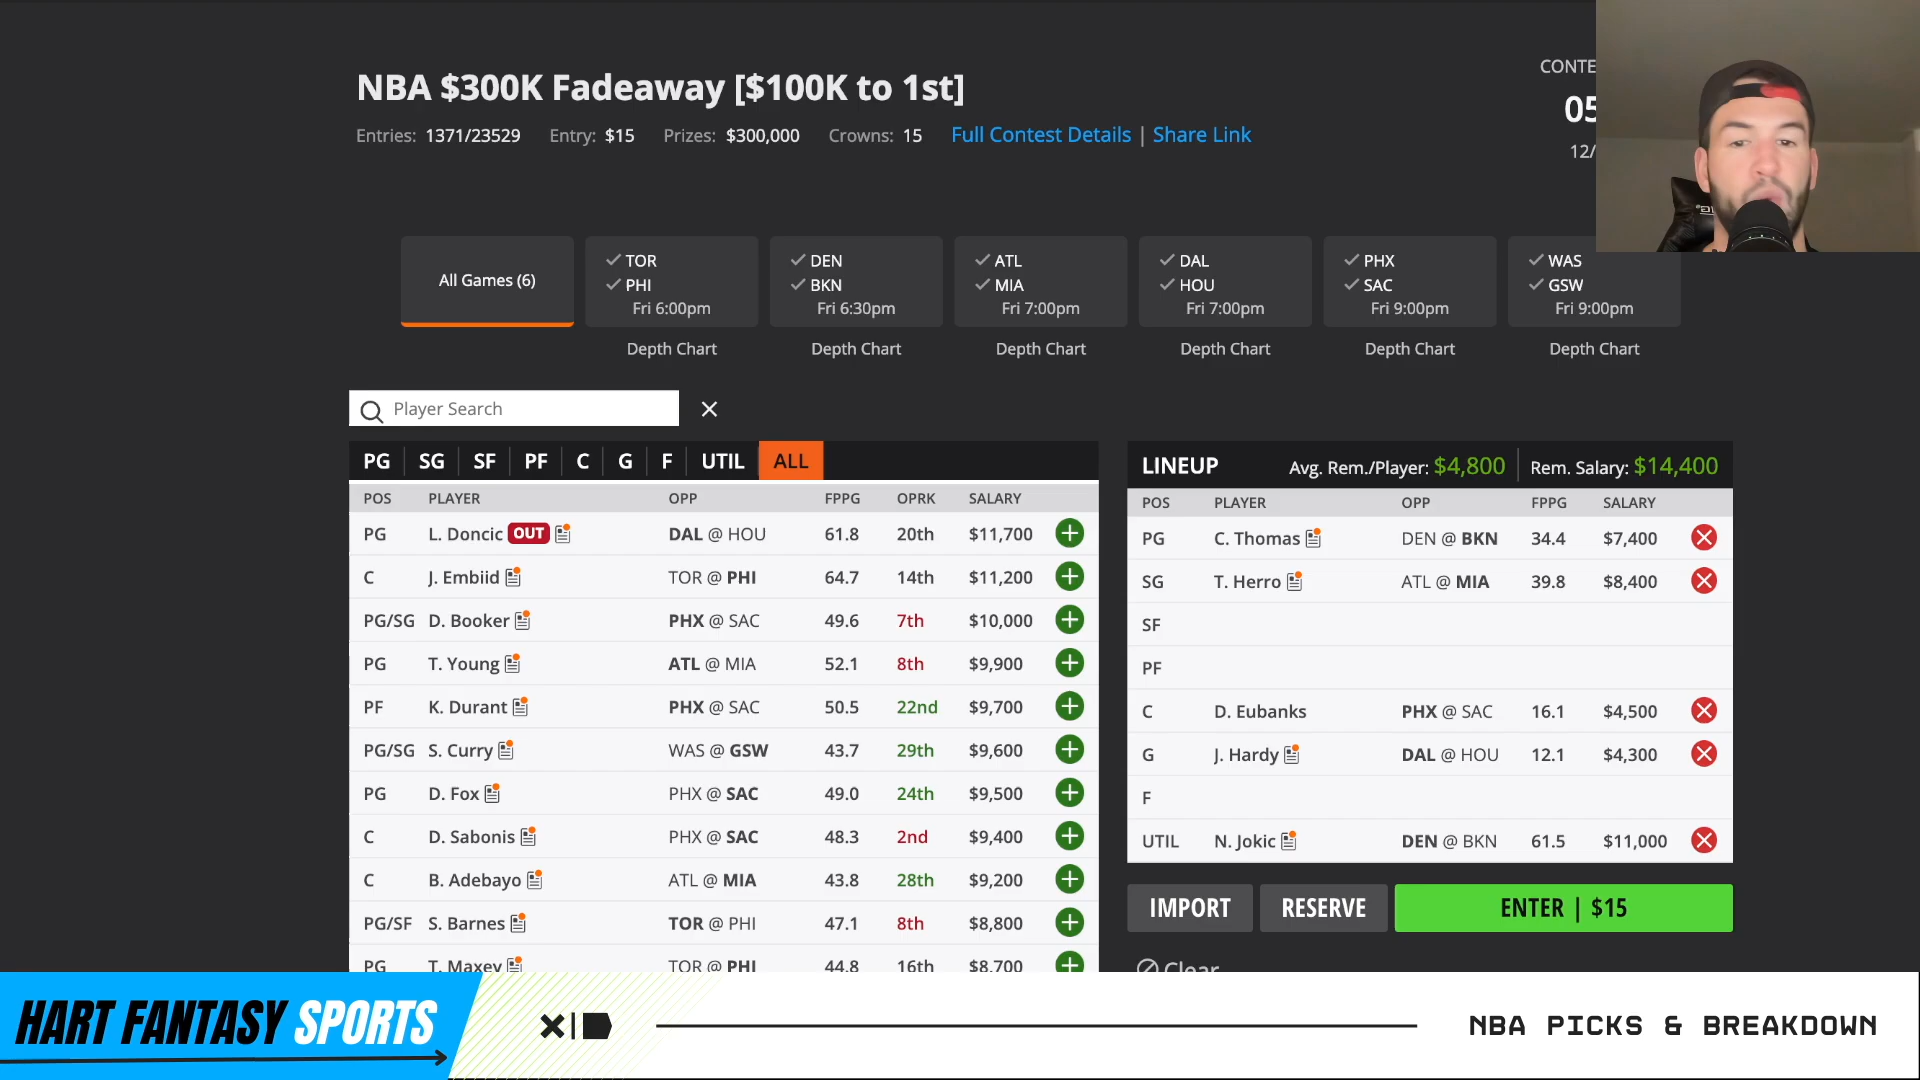 NBA $300K Fadeaway [$100K to 1st]
Entries: 1371/23529 Entry: $15 Prizes: $300,000 Crowns: 15 Full Contest Details | Share Link
CONTE
05
12/
All Games (6)
TOR
PHI
Fri 6:00pm
DEN
BKN
Fri 6:30pm
ATL
MIA
Fri 7:00pm
DAL
HOU
Fri 7:00pm
PHX
SAC
Fri 9:00pm
WAS
GSW
Fri 9:00pm
Depth Chart Depth Chart Depth Chart Depth Chart Depth Chart Depth Chart
Player Search
PG SG SF PF C G F UTIL ALL
POS PLAYER OPP FPPG OPRK SALARY
PG L. Doncic OUT DAL @ HOU 61.8 20th $11,700
C J. Embiid TOR @ PHI 64.7 14th $11,200
PG/SG D. Booker PHX @ SAC 49.6 7th $10,000
PG T. Young ATL @ MIA 52.1 8th $9,900
PF K. Durant PHX @ SAC 50.5 22nd $9,700
PG/SG S. Curry WAS @ GSW 43.7 29th $9,600
PG D. Fox PHX @ SAC 49.0 24th $9,500
C D. Sabonis PHX @ SAC 48.3 2nd $9,400
C B. Adebayo ATL @ MIA 43.8 28th $9,200
PG/SF S. Barnes TOR @ PHI 47.1 8th $8,800
PG T. Maxey TOR @ PHI 44.8 16th $8,700
LINEUP Avg. Rem./Player: $4,800 Rem. Salary: $14,400
POS PLAYER OPP FPPG SALARY
PG C. Thomas DEN @ BKN 34.4 $7,400
SG T. Herro ATL @ MIA 39.8 $8,400
SF
PF
C D. Eubanks PHX @ SAC 16.1 $4,500
G J. Hardy DAL @ HOU 12.1 $4,300
F
UTIL N. Jokic DEN @ BKN 61.5 $11,000
IMPORT RESERVE ENTER | $15
Clear
HART FANTASY SPORTS
NBA PICKS & BREAKDOWN